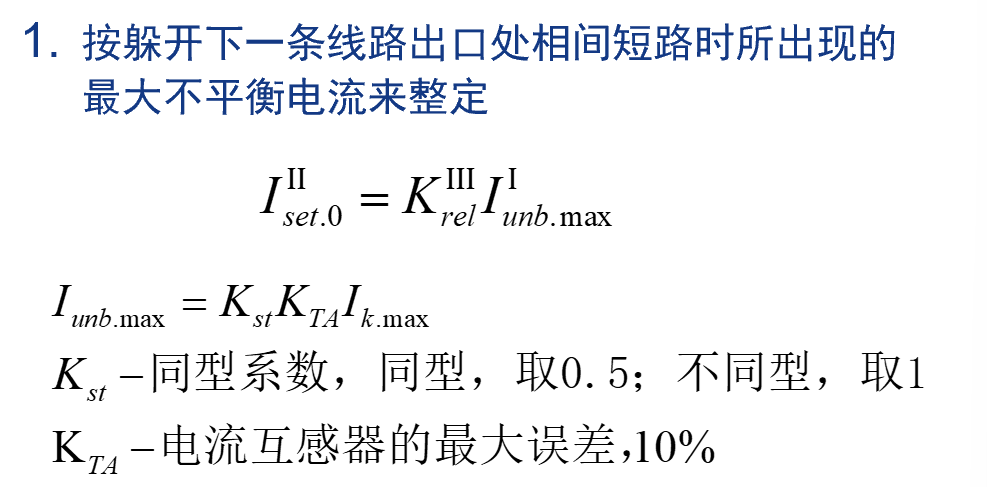 1. 按躲开下一条线路出口处相间短路时所出现的
最大不平衡电流来整定
I_{set.0}^{II} = K_{rel}^{III} I_{unb.max}^{I}
I_{unb.max} = K_{st} K_{TA} I_{k.max}
K_{st} – 同型系数，同型，取0.5；不同型，取1
K_{TA} – 电流互感器的最大误差,10%